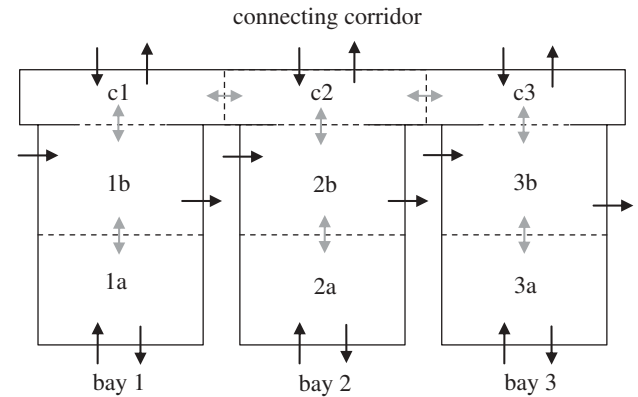 connecting corridor
c1 c2 c3
1b 2b 3b
1a 2a 3a
bay 1 bay 2 bay 3